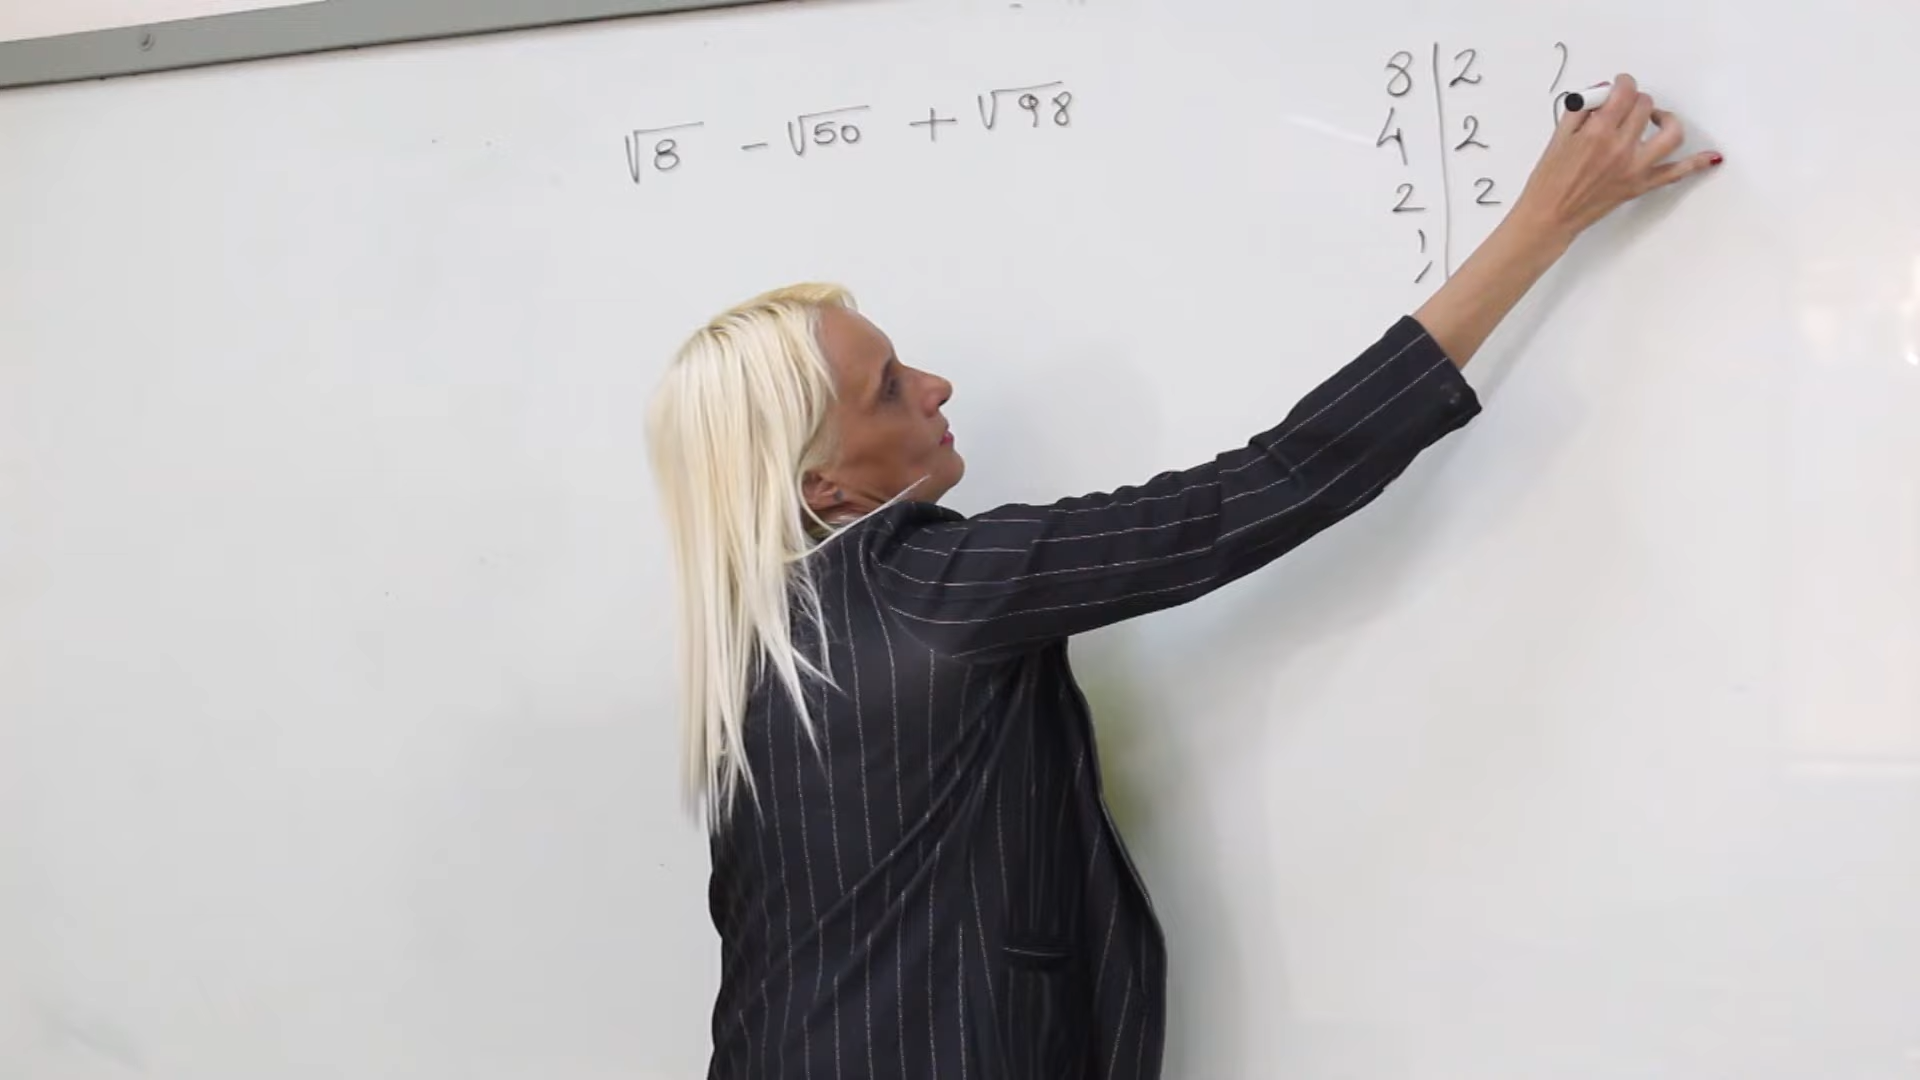 √8 - √50 + √98
8 | 2
4 | 2
2 | 2
1